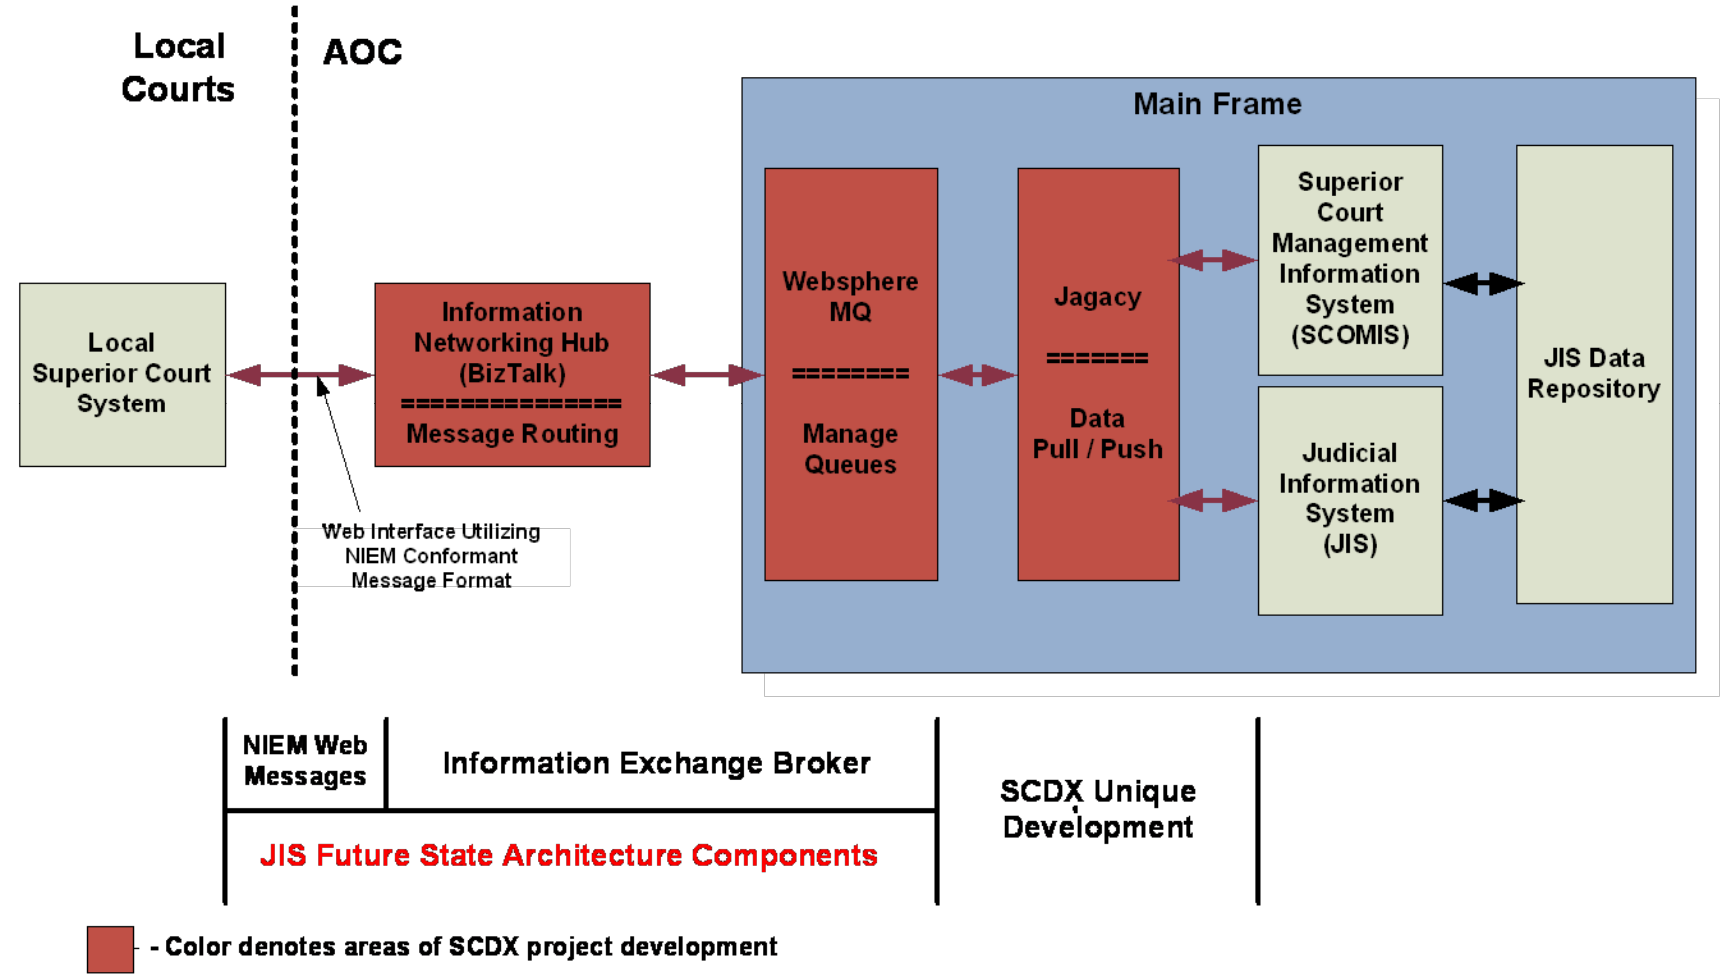 Local
Courts
AOC
Main Frame
Local
Superior Court
System
Information
Networking Hub
(BizTalk)
===============
Message Routing
Web Interface Utilizing
NIEM Conformant
Message Format
Websphere
MQ
========
Manage
Queues
Jagacy
=======
Data
Pull / Push
Superior
Court
Management
Information
System
(SCOMIS)
Judicial
Information
System
(JIS)
JIS Data
Repository
NIEM Web
Messages
Information Exchange Broker
SCDX Unique
Development
JIS Future State Architecture Components
- Color denotes areas of SCDX project development